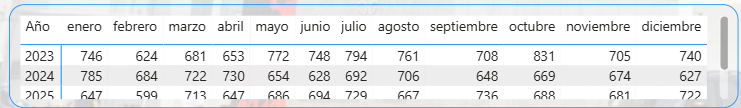 Año enero febrero marzo abril mayo junio julio agosto septiembre octubre noviembre diciembre
2023 746 624 681 653 772 748 794 761 708 831 705 740
2024 785 684 722 730 654 628 692 706 648 669 674 627
2025 647 599 713 647 686 694 729 667 736 688 681 722